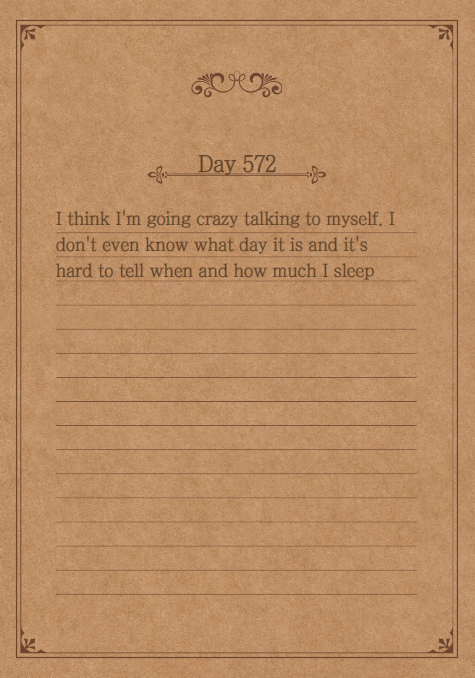 Day 572
I think I'm going crazy talking to myself. I
don't even know what day it is and it's
hard to tell when and how much I sleep